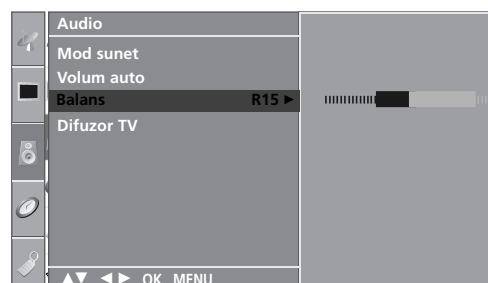 Audio
Mod sunet
Volum auto
Balans R15 ►
Difuzor TV
▲▼ ◄► OK MENU